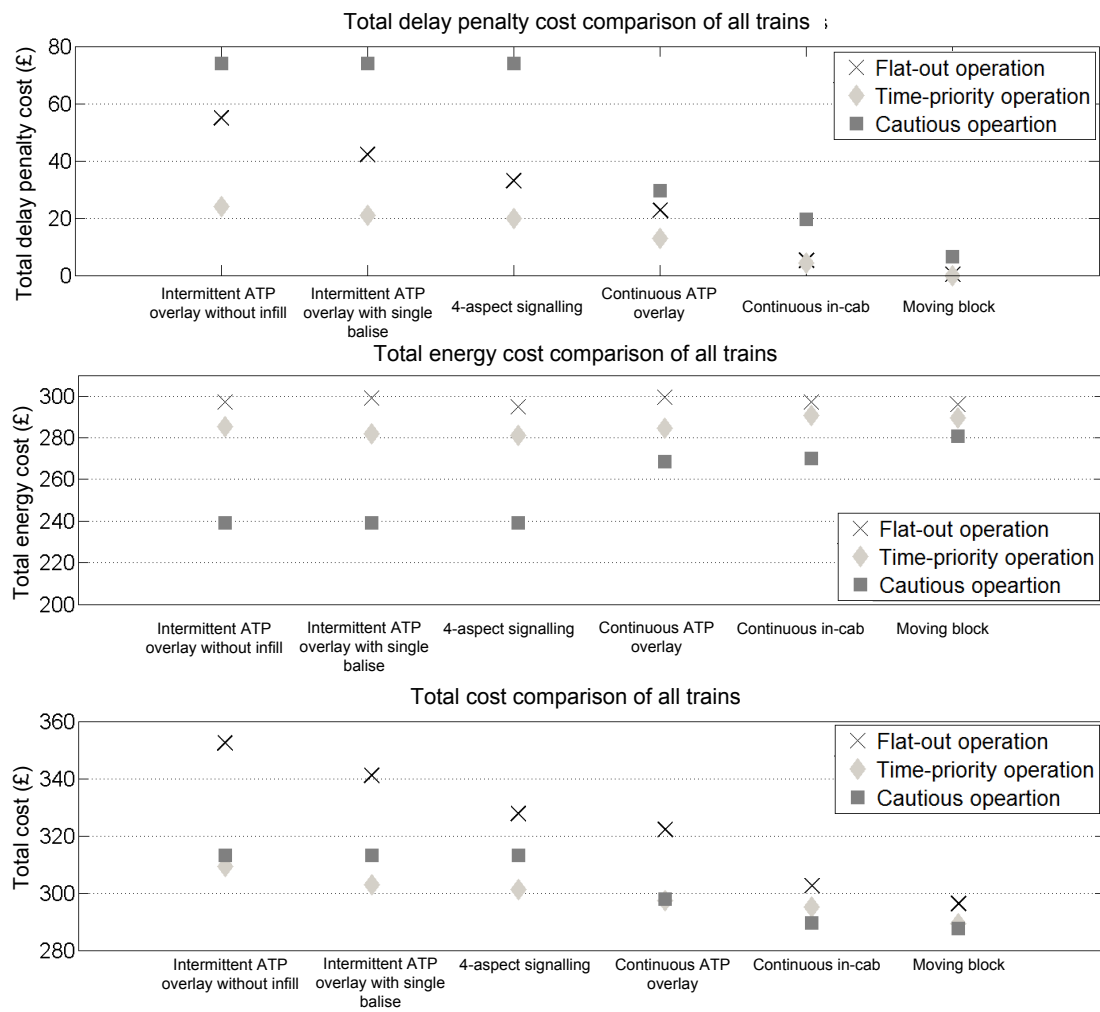 Total delay penalty cost comparison of all trains s
Total delay penalty cost (£)
80
60
40
20
0
Flat-out operation
Time-priority operation
Cautious opeartion
Intermittent ATP
overlay without infill
Intermittent ATP
overlay with single
balise
4-aspect signalling
Continuous ATP
overlay
Continuous in-cab
Moving block
Total energy cost comparison of all trains
Total energy cost (£)
300
280
260
240
220
200
Flat-out operation
Time-priority operation
Cautious opeartion
Intermittent ATP
overlay without infill
Intermittent ATP
overlay with single
balise
4-aspect signalling
Continuous ATP
overlay
Continuous in-cab
Moving block
Total cost comparison of all trains
Total cost (£)
360
340
320
300
280
Flat-out operation
Time-priority operation
Cautious opeartion
Intermittent ATP
overlay without infill
Intermittent ATP
overlay with single
balise
4-aspect signalling
Continuous ATP
overlay
Continuous in-cab
Moving block